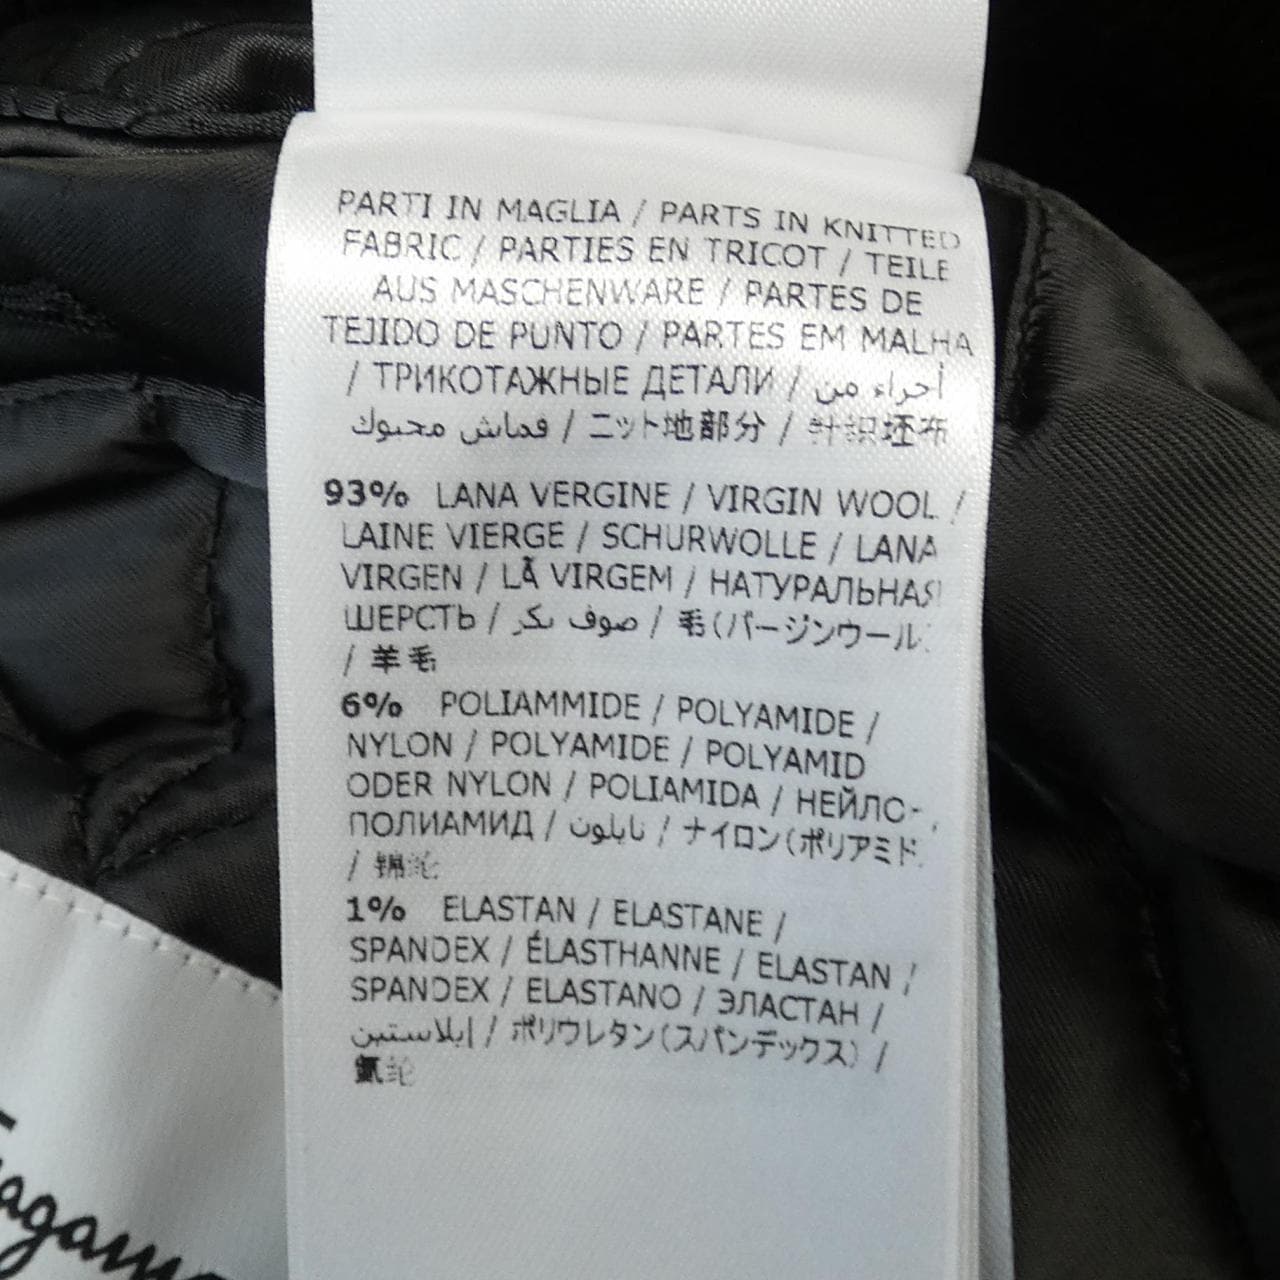 PARTI IN MAGLIA / PARTS IN KNITTED
FABRIC / PARTIES EN TRICOT / TEILE
AUS MASCHENWARE / PARTES DE
TEJIDO DE PUNTO / PARTES EM MALHA
/ ТРИКОТАЖНЫЕ ДЕТАЛИ / أجراء من
قماش محبوك / ニット地部分 / 针织坯布
93% LANA VERGINE / VIRGIN WOOL /
LAINE VIERGE / SCHURWOLLE / LANA
VIRGEN / LÃ VIRGEM / НАТУРАЛЬНАЯ
ШЕРСТЬ / صوف بكر / 毛(バージンウール)
/ 羊毛
6% POLIAMMIDE / POLYAMIDE /
NYLON / POLYAMIDE / POLYAMID
ODER NYLON / POLIAMIDA / НЕЙЛО-,
ПОЛИАМИД / نايلون / ナイロン(ポリアミド)
/ 锦纶
1% ELASTAN / ELASTANE /
SPANDEX / ÉLASTHANNE / ELASTAN /
SPANDEX / ELASTANO / ЭЛАСТАН /
إيلاستين / ポリウレタン(スパンデックス) /
氨纶